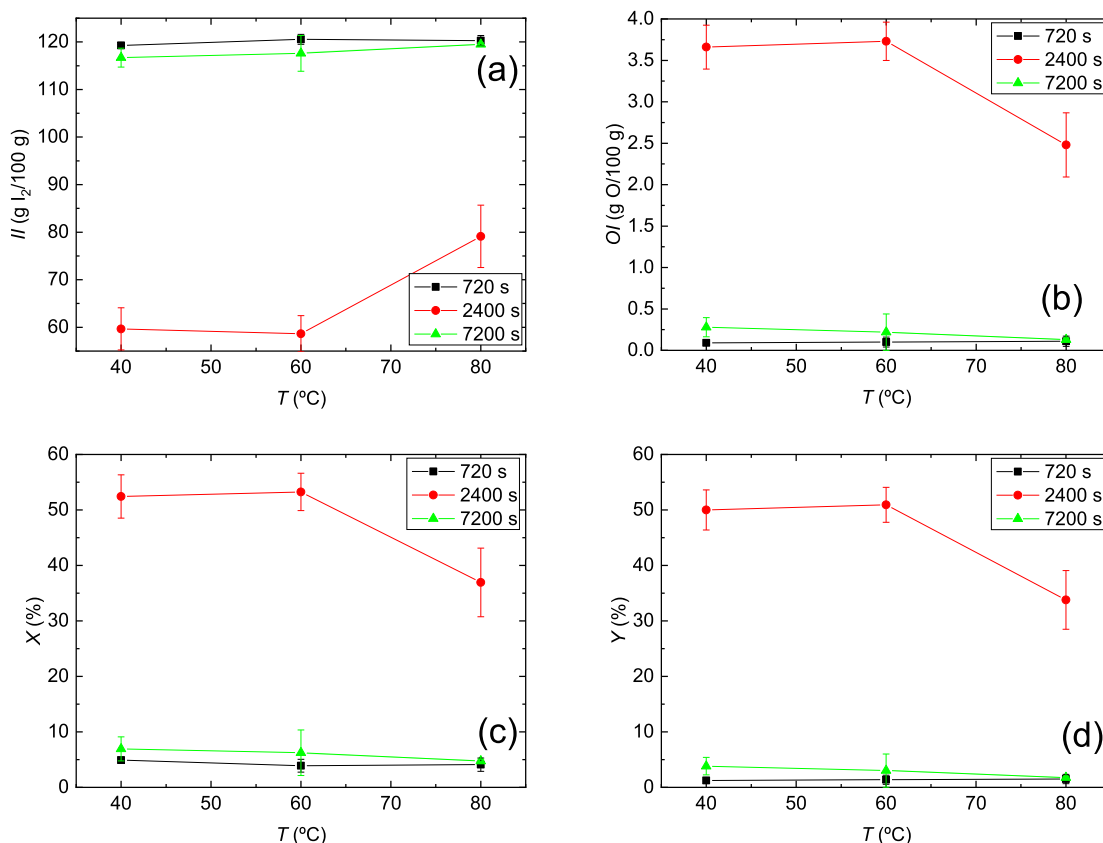 120
110
100
90
80
70
60
II (g I₂/100 g)
(a)
720 s
2400 s
7200 s
40
50
60
70
80
T (ºC)
4.0
3.5
3.0
2.5
2.0
1.5
1.0
0.5
0.0
OI (g O/100 g)
720 s
2400 s
7200 s
(b)
40
50
60
70
80
T (ºC)
60
50
40
30
20
10
0
X (%)
720 s
2400 s
7200 s
(c)
40
50
60
70
80
T (ºC)
60
50
40
30
20
10
0
Y (%)
720 s
2400 s
7200 s
(d)
40
50
60
70
80
T (ºC)